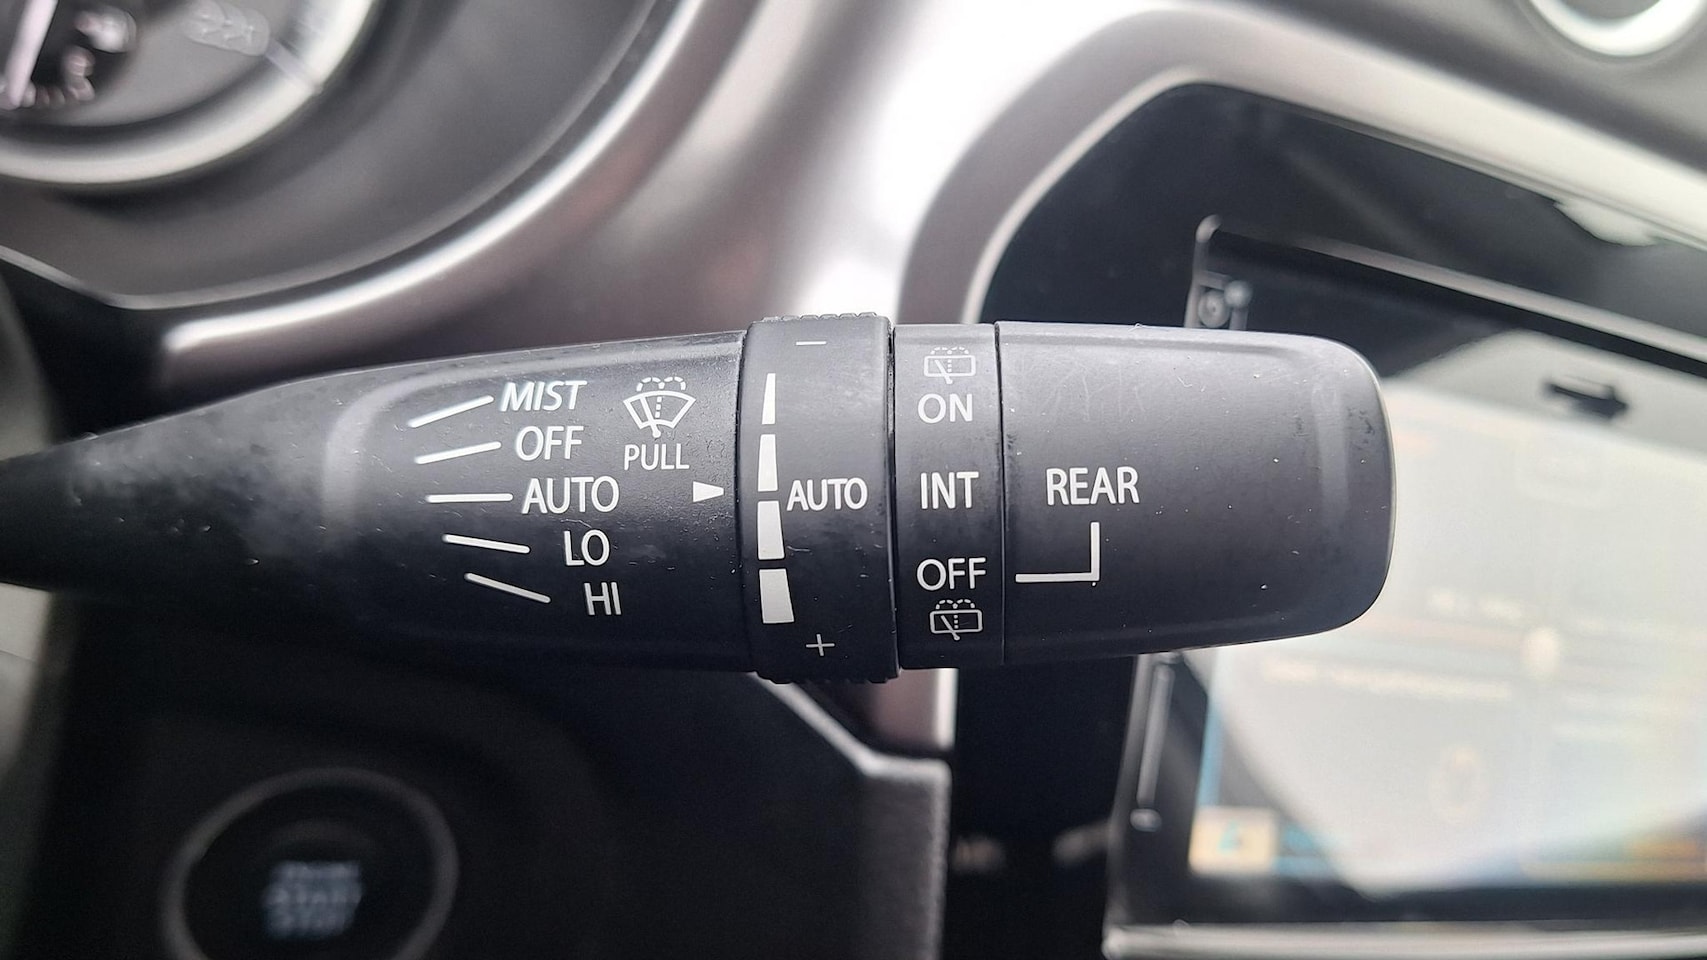 MIST
OFF
AUTO
LO
HI
PULL
−
AUTO
+
ON
INT
OFF
REAR